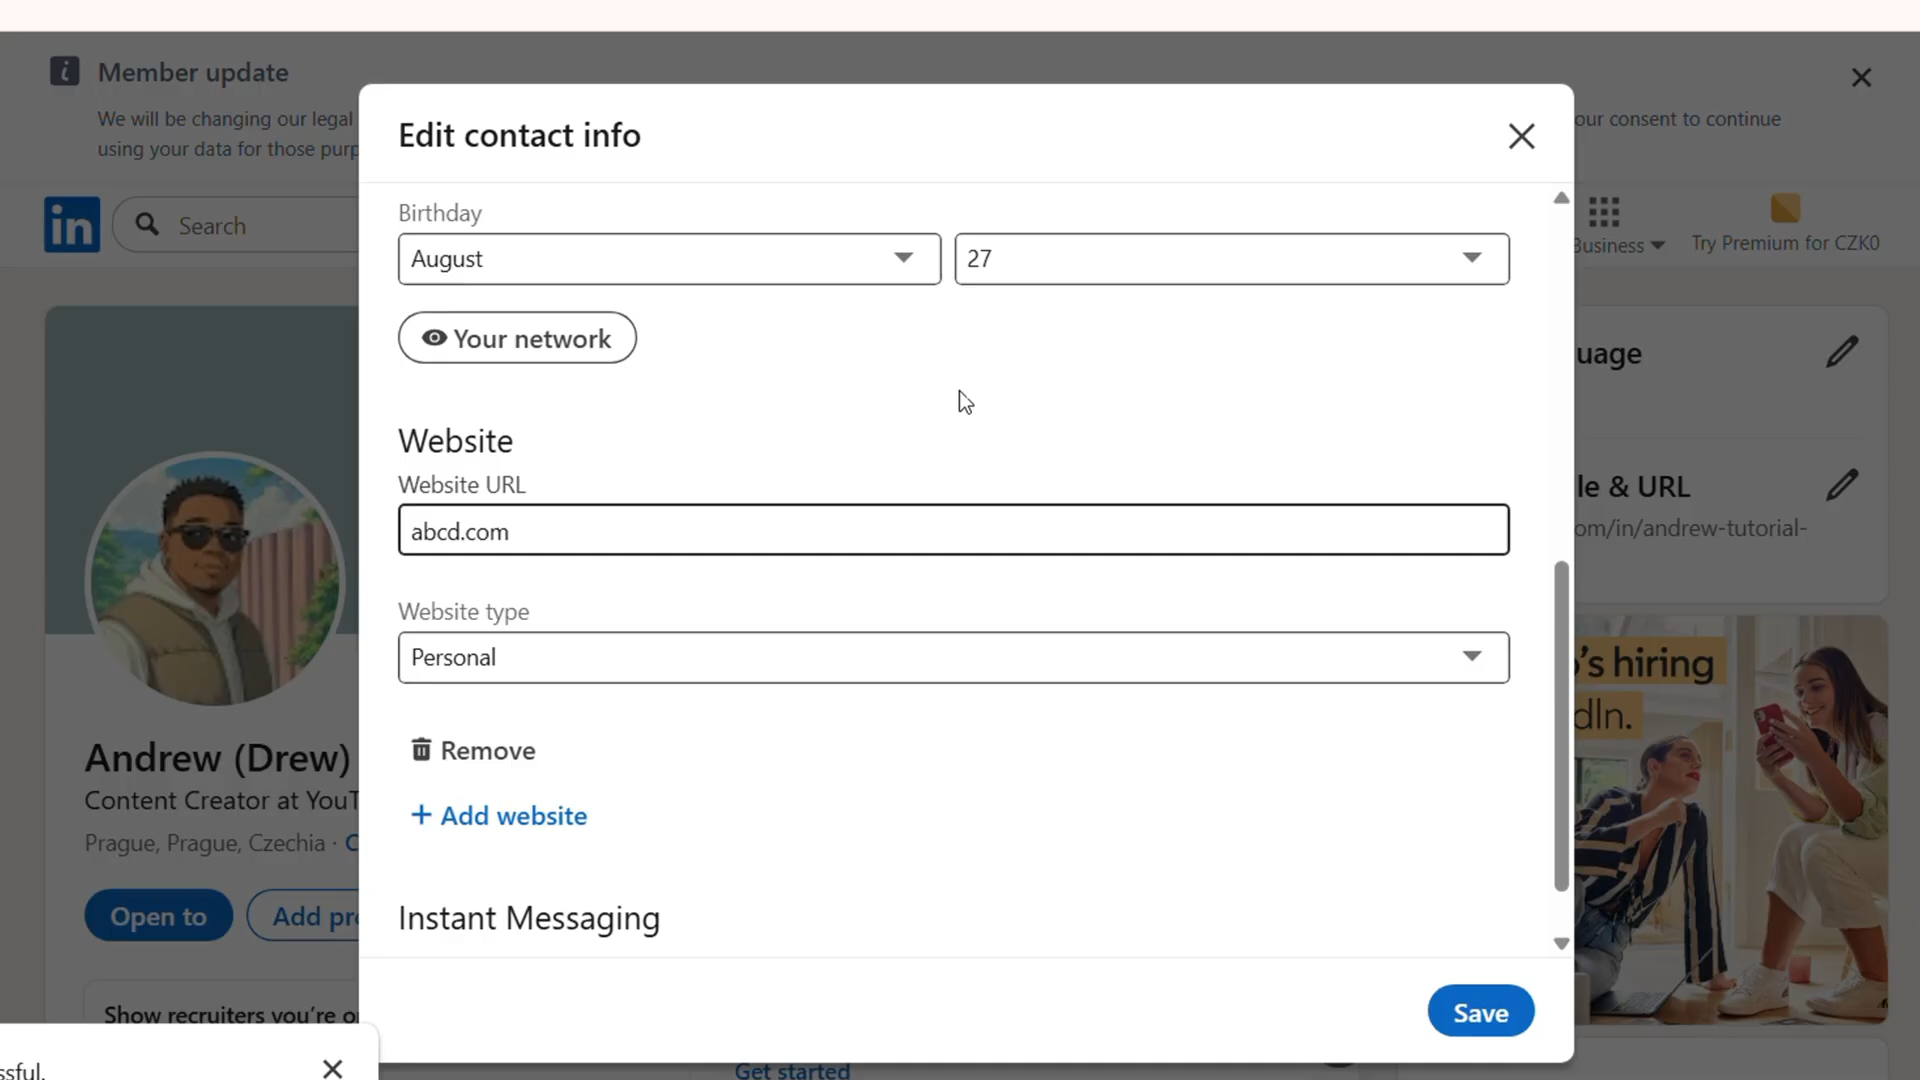 Member update
We will be changing our legal
our consent to continue
using your data for those purp
in
Search
Business
Try Premium for CZK0
Edit contact info
Birthday
August
27
Your network
Website
Website URL
abcd.com
Website type
Personal
Remove
+ Add website
Instant Messaging
Save
uage
le & URL
om/in/andrew-tutorial-
's hiring
dIn.
Andrew (Drew)
Content Creator at YouT
Prague, Prague, Czechia · C
Open to
Add pro
Show recruiters you're o
ssful.
Get started